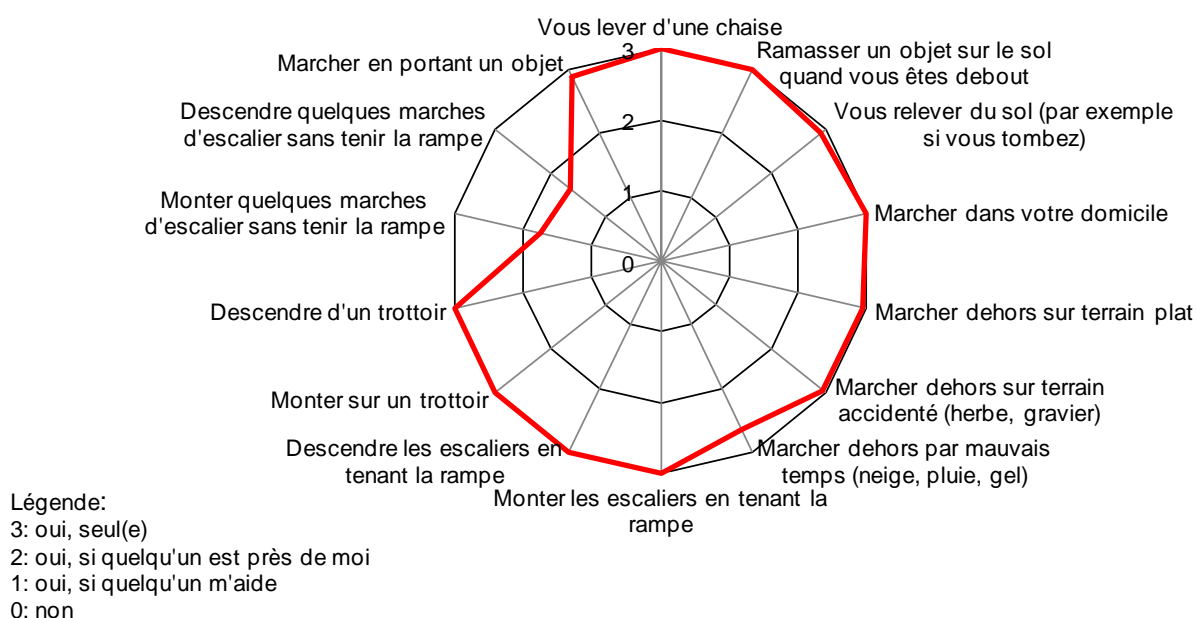 Vous lever d'une chaise
Ramasser un objet sur le sol
quand vous êtes debout
Vous relever du sol (par exemple
si vous tombez)
Marcher dans votre domicile
Marcher dehors sur terrain plat
Marcher dehors sur terrain
accidenté (herbe, gravier)
Marcher dehors par mauvais
temps (neige, pluie, gel)
Monter les escaliers en tenant la
rampe
Descendre les escaliers en
tenant la rampe
Monter sur un trottoir
Descendre d'un trottoir
Monter quelques marches
d'escalier sans tenir la rampe
Descendre quelques marches
d'escalier sans tenir la rampe
Marcher en portant un objet
3
2
1
0
Légende:
3: oui, seul(e)
2: oui, si quelqu'un est près de moi
1: oui, si quelqu'un m'aide
0: non